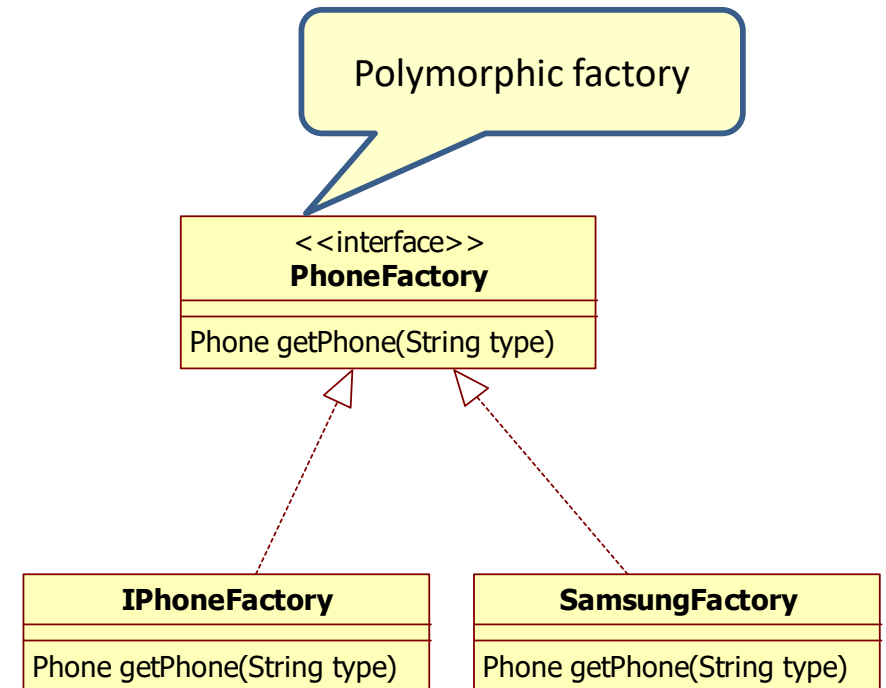 Polymorphic factory
<<interface>>
PhoneFactory
Phone getPhone(String type)
IPhoneFactory
Phone getPhone(String type)
SamsungFactory
Phone getPhone(String type)